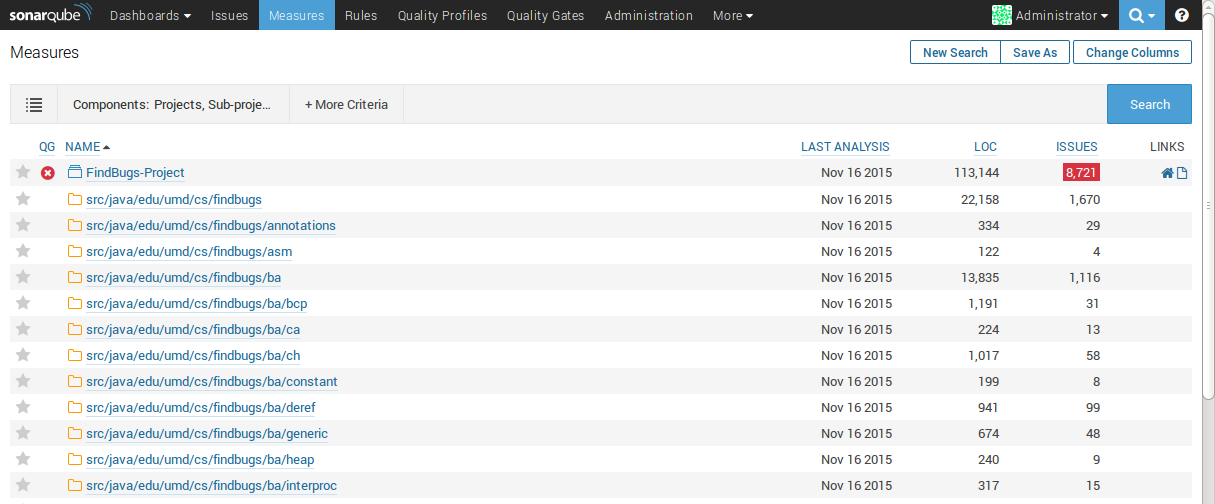 sonarqube Dashboards Issues Measures Rules Quality Profiles Quality Gates Administration More Administrator ?
Measures New Search Save As Change Columns
Components: Projects, Sub-proje... + More Criteria Search
QG NAME LAST ANALYSIS LOC ISSUES LINKS
FindBugs-Project Nov 16 2015 113,144 8,721
src/java/edu/umd/cs/findbugs Nov 16 2015 22,158 1,670
src/java/edu/umd/cs/findbugs/annotations Nov 16 2015 334 29
src/java/edu/umd/cs/findbugs/asm Nov 16 2015 122 4
src/java/edu/umd/cs/findbugs/ba Nov 16 2015 13,835 1,116
src/java/edu/umd/cs/findbugs/ba/bcp Nov 16 2015 1,191 31
src/java/edu/umd/cs/findbugs/ba/ca Nov 16 2015 224 13
src/java/edu/umd/cs/findbugs/ba/ch Nov 16 2015 1,017 58
src/java/edu/umd/cs/findbugs/ba/constant Nov 16 2015 199 8
src/java/edu/umd/cs/findbugs/ba/deref Nov 16 2015 941 99
src/java/edu/umd/cs/findbugs/ba/generic Nov 16 2015 674 48
src/java/edu/umd/cs/findbugs/ba/heap Nov 16 2015 240 9
src/java/edu/umd/cs/findbugs/ba/interproc Nov 16 2015 317 15